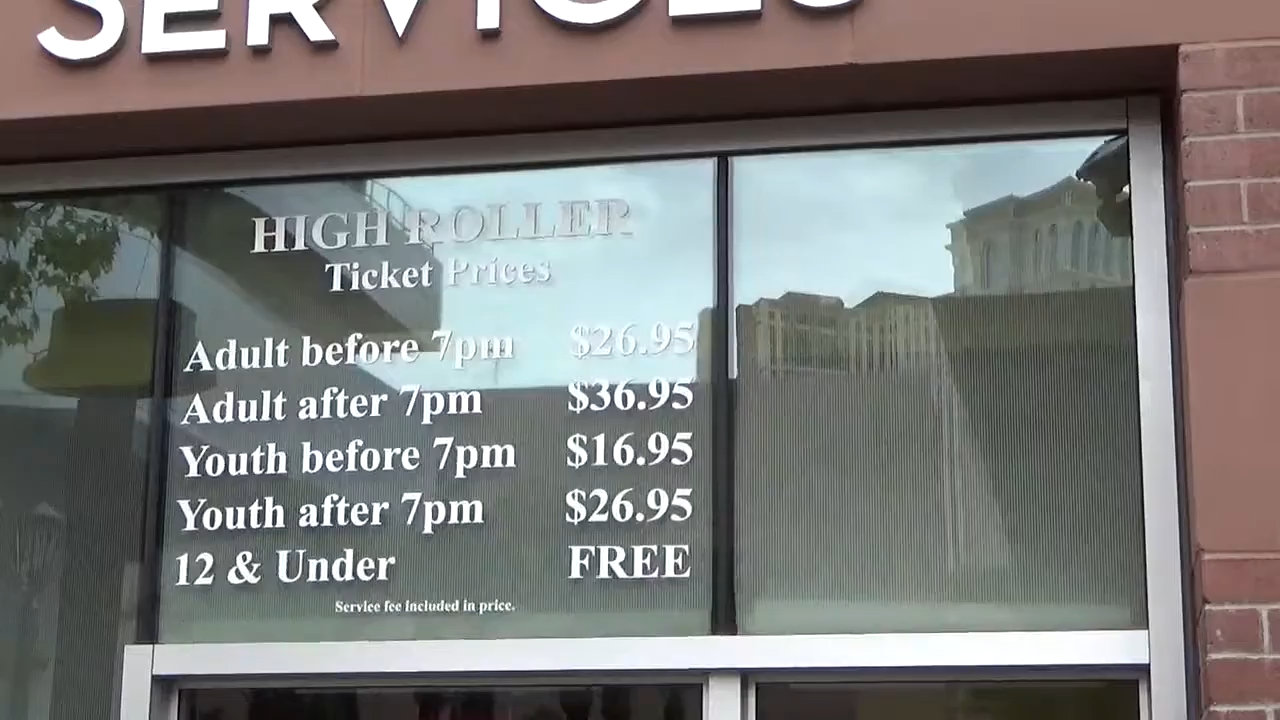 SERVICES
HIGH ROLLER
Ticket Prices
Adult before 7pm $26.95
Adult after 7pm $36.95
Youth before 7pm $16.95
Youth after 7pm $26.95
12 & Under FREE
Service fee included in price.